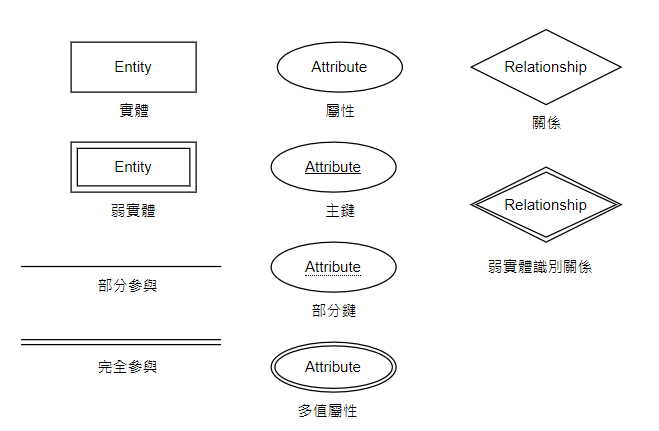 Entity
實體
Attribute
屬性
Relationship
關係
Entity
弱實體
Attribute
主鍵
Relationship
弱實體識別關係
部分參與
Attribute
部分鍵
完全參與
Attribute
多值屬性